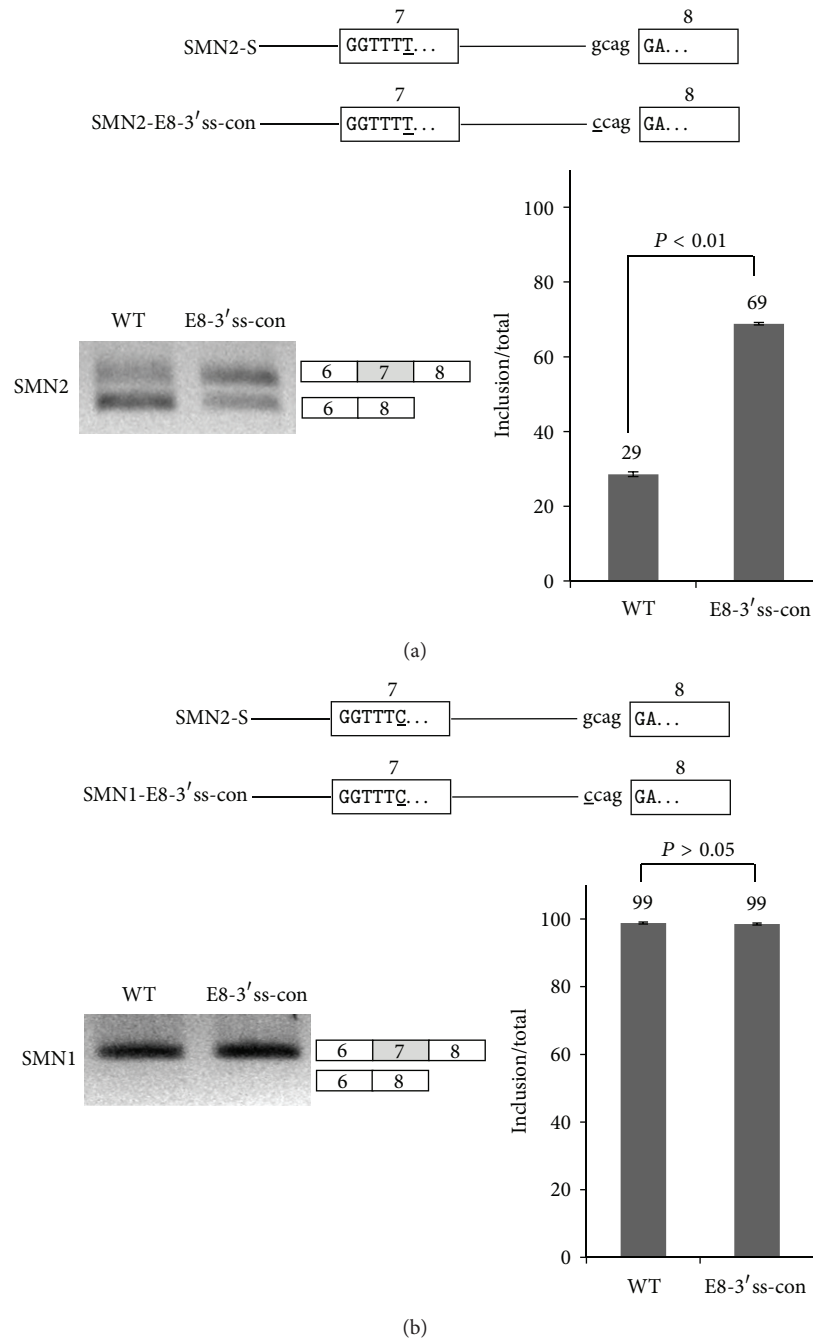 7 8
SMN2-S GGTTTT... gcag GA...
7 8
SMN2-E8-3′ss-con GGTTTT... ccag GA...
100
80
60
40
20
0
Inclusion/total
P < 0.01
29
69
WT E8-3′ss-con
WT E8-3′ss-con
SMN2
6 7 8
6 8
(a)
7 8
SMN2-S GGTTTC... gcag GA...
7 8
SMN1-E8-3′ss-con GGTTTC... ccag GA...
100
80
60
40
20
0
Inclusion/total
P > 0.05
99
99
WT E8-3′ss-con
WT E8-3′ss-con
SMN1
6 7 8
6 8
(b)